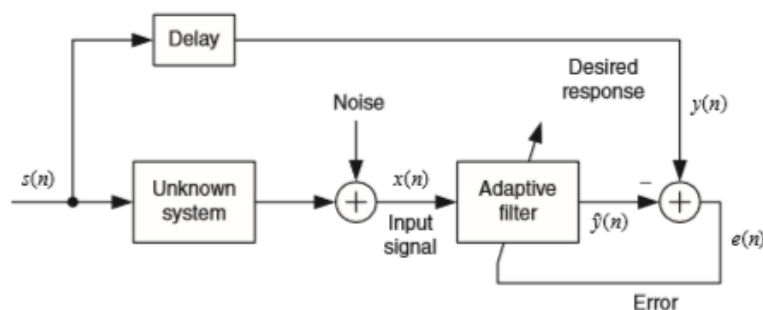 Delay
Desired
response
y(n)
Noise
s(n)
Unknown
system
+
x(n)
Input
signal
Adaptive
filter
ŷ(n)
−
+
e(n)
Error